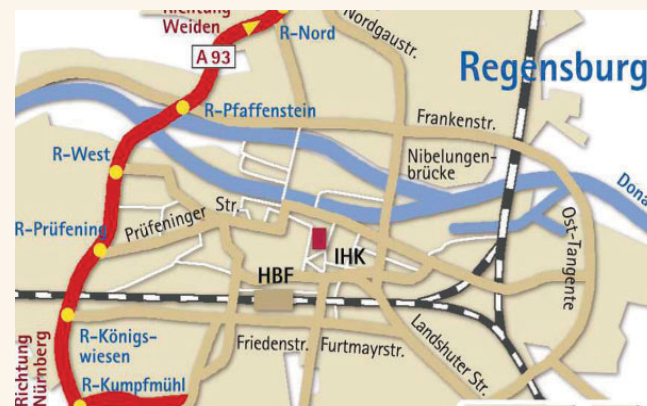 Richtung
Weiden
R-Nord
Nordgaustr.
A 93
Regensburg
R-Pfaffenstein
Frankenstr.
R-West
Nibelungen-
brücke
Dona
Str.
Prüfeninger
R-Prüfening
Ost-Tangente
IHK
HBF
R-Königs-
wiesen
Friedenstr.
Furtmayrstr.
Landshuter Str.
Richtung
Nürnberg
R-Kumpfmühl